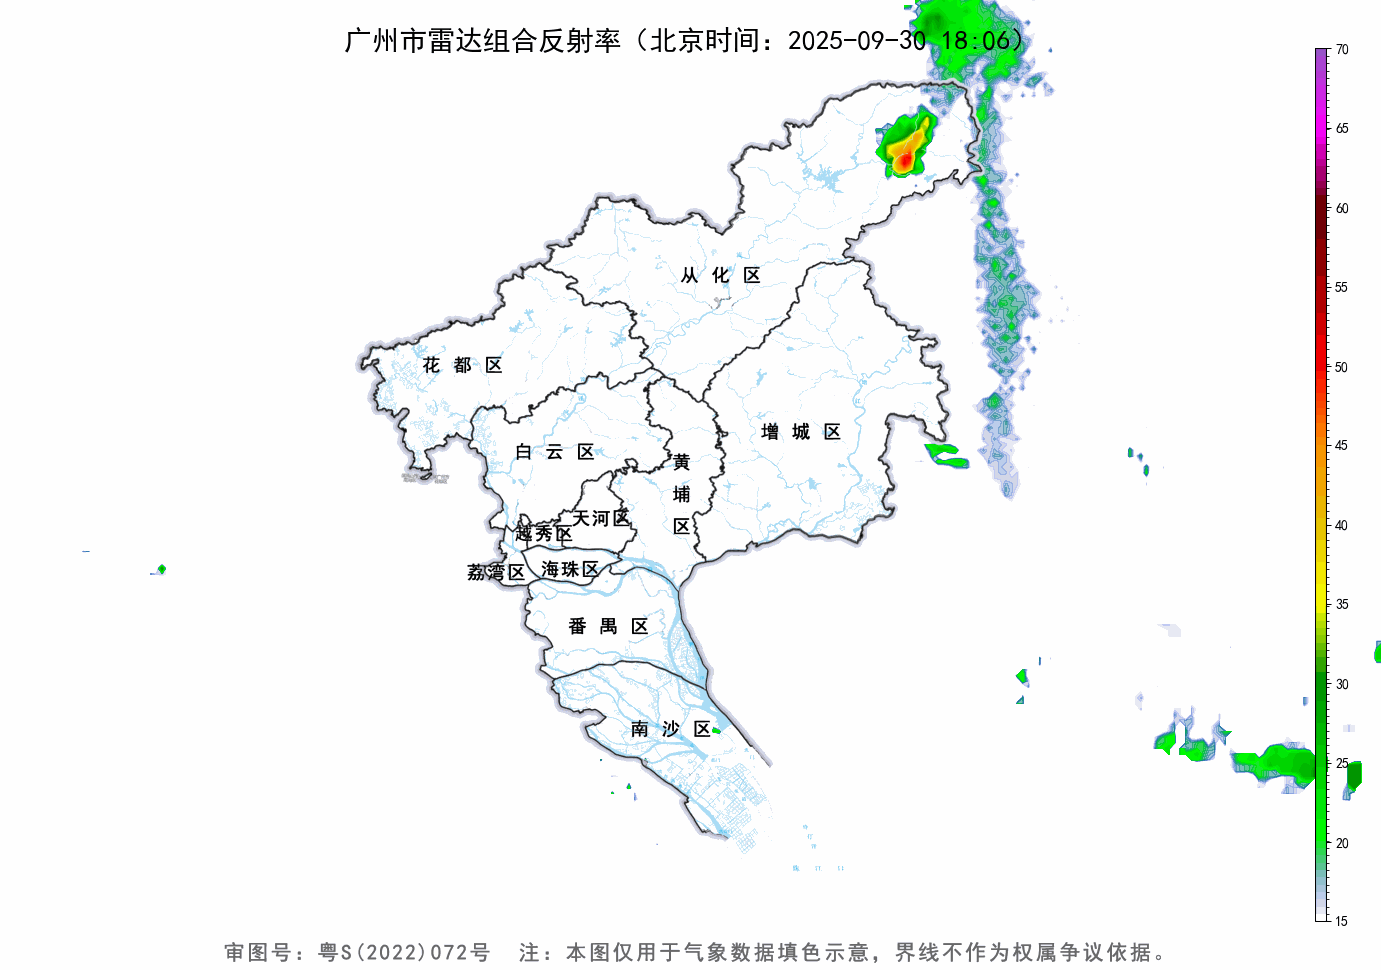 广州市雷达组合反射率（北京时间：2025-09-30 18:06）
70
65
60
55
50
45
40
35
30
25
20
15
从化区
花都区
增城区
白云区
黄埔区
天河区
越秀区
荔湾区
海珠区
番禺区
南沙区
审图号：粤S(2022)072号 注：本图仅用于气象数据填色示意，界线不作为权属争议依据。